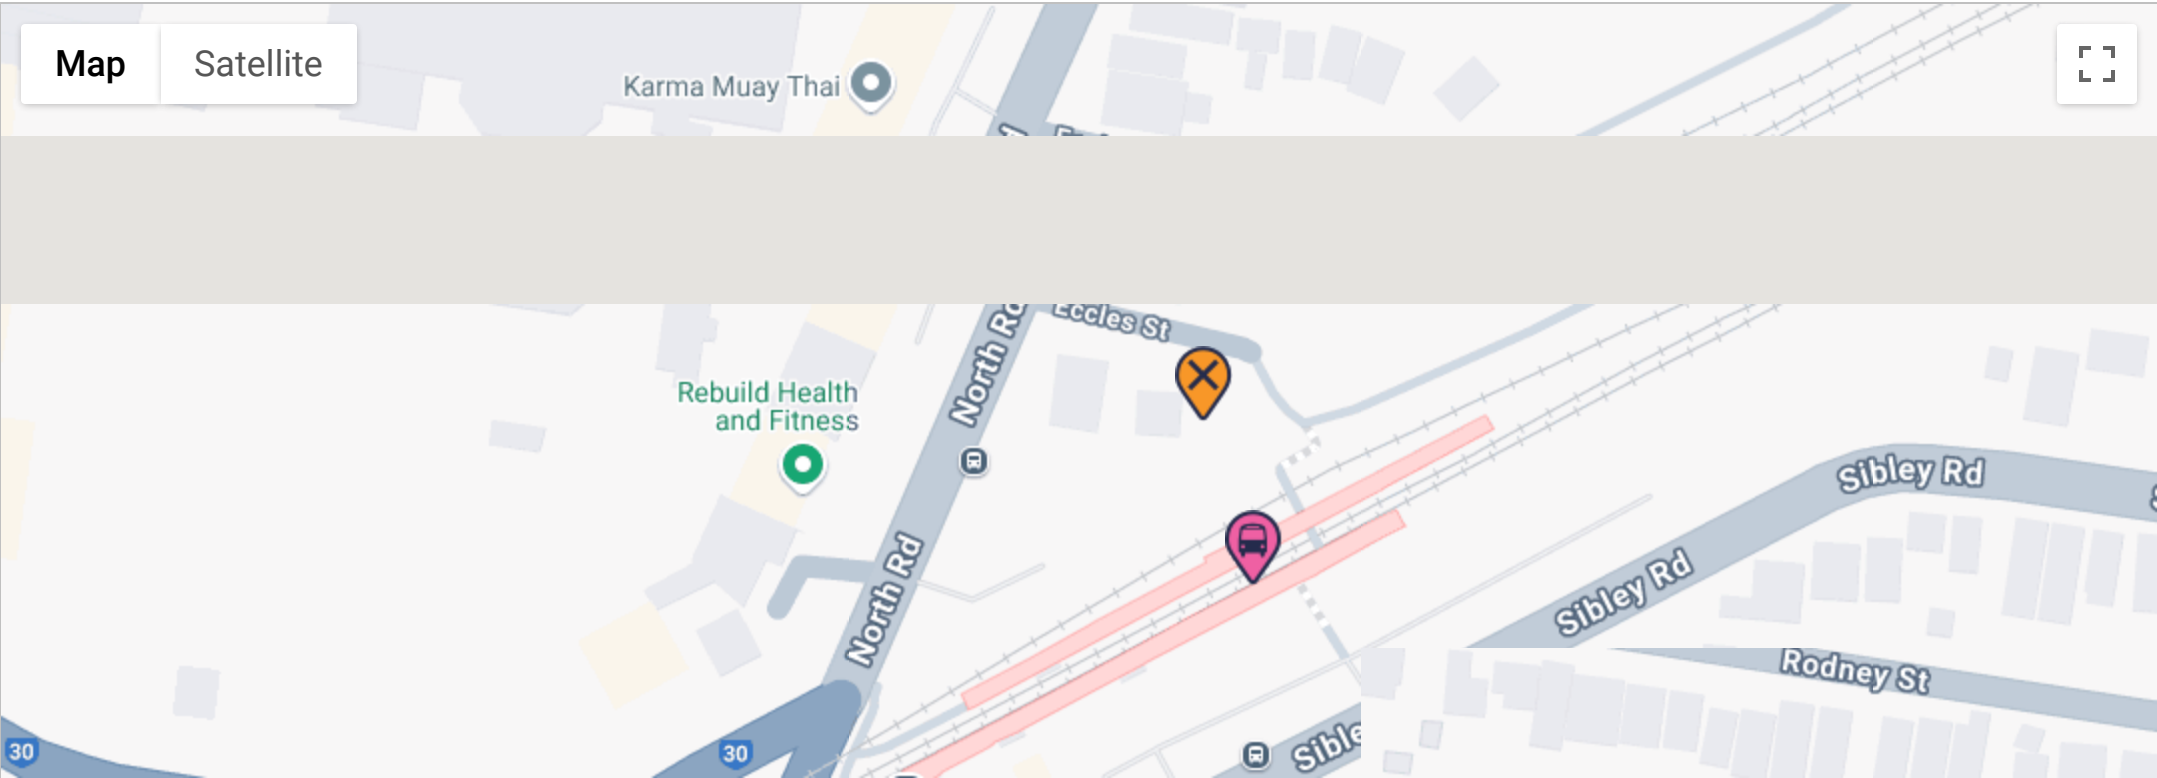 Map
Satellite
Karma Muay Thai
Eccles St
North Rd
Rebuild Health
and Fitness
North Rd
Sibley Rd
Sibley Rd
Rodney St
30
30